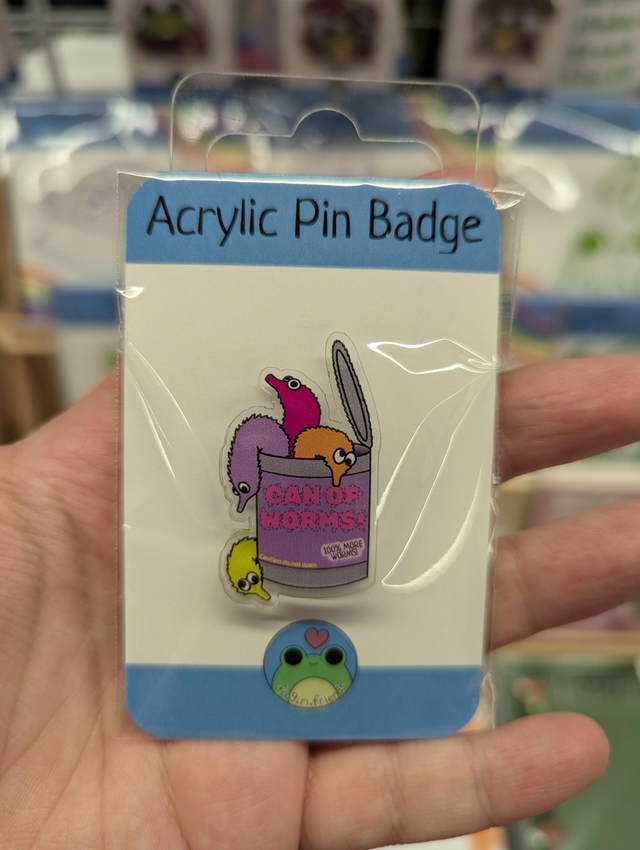 Acrylic Pin Badge
CAN OF
WORMS!
100% MORE
WORMS!